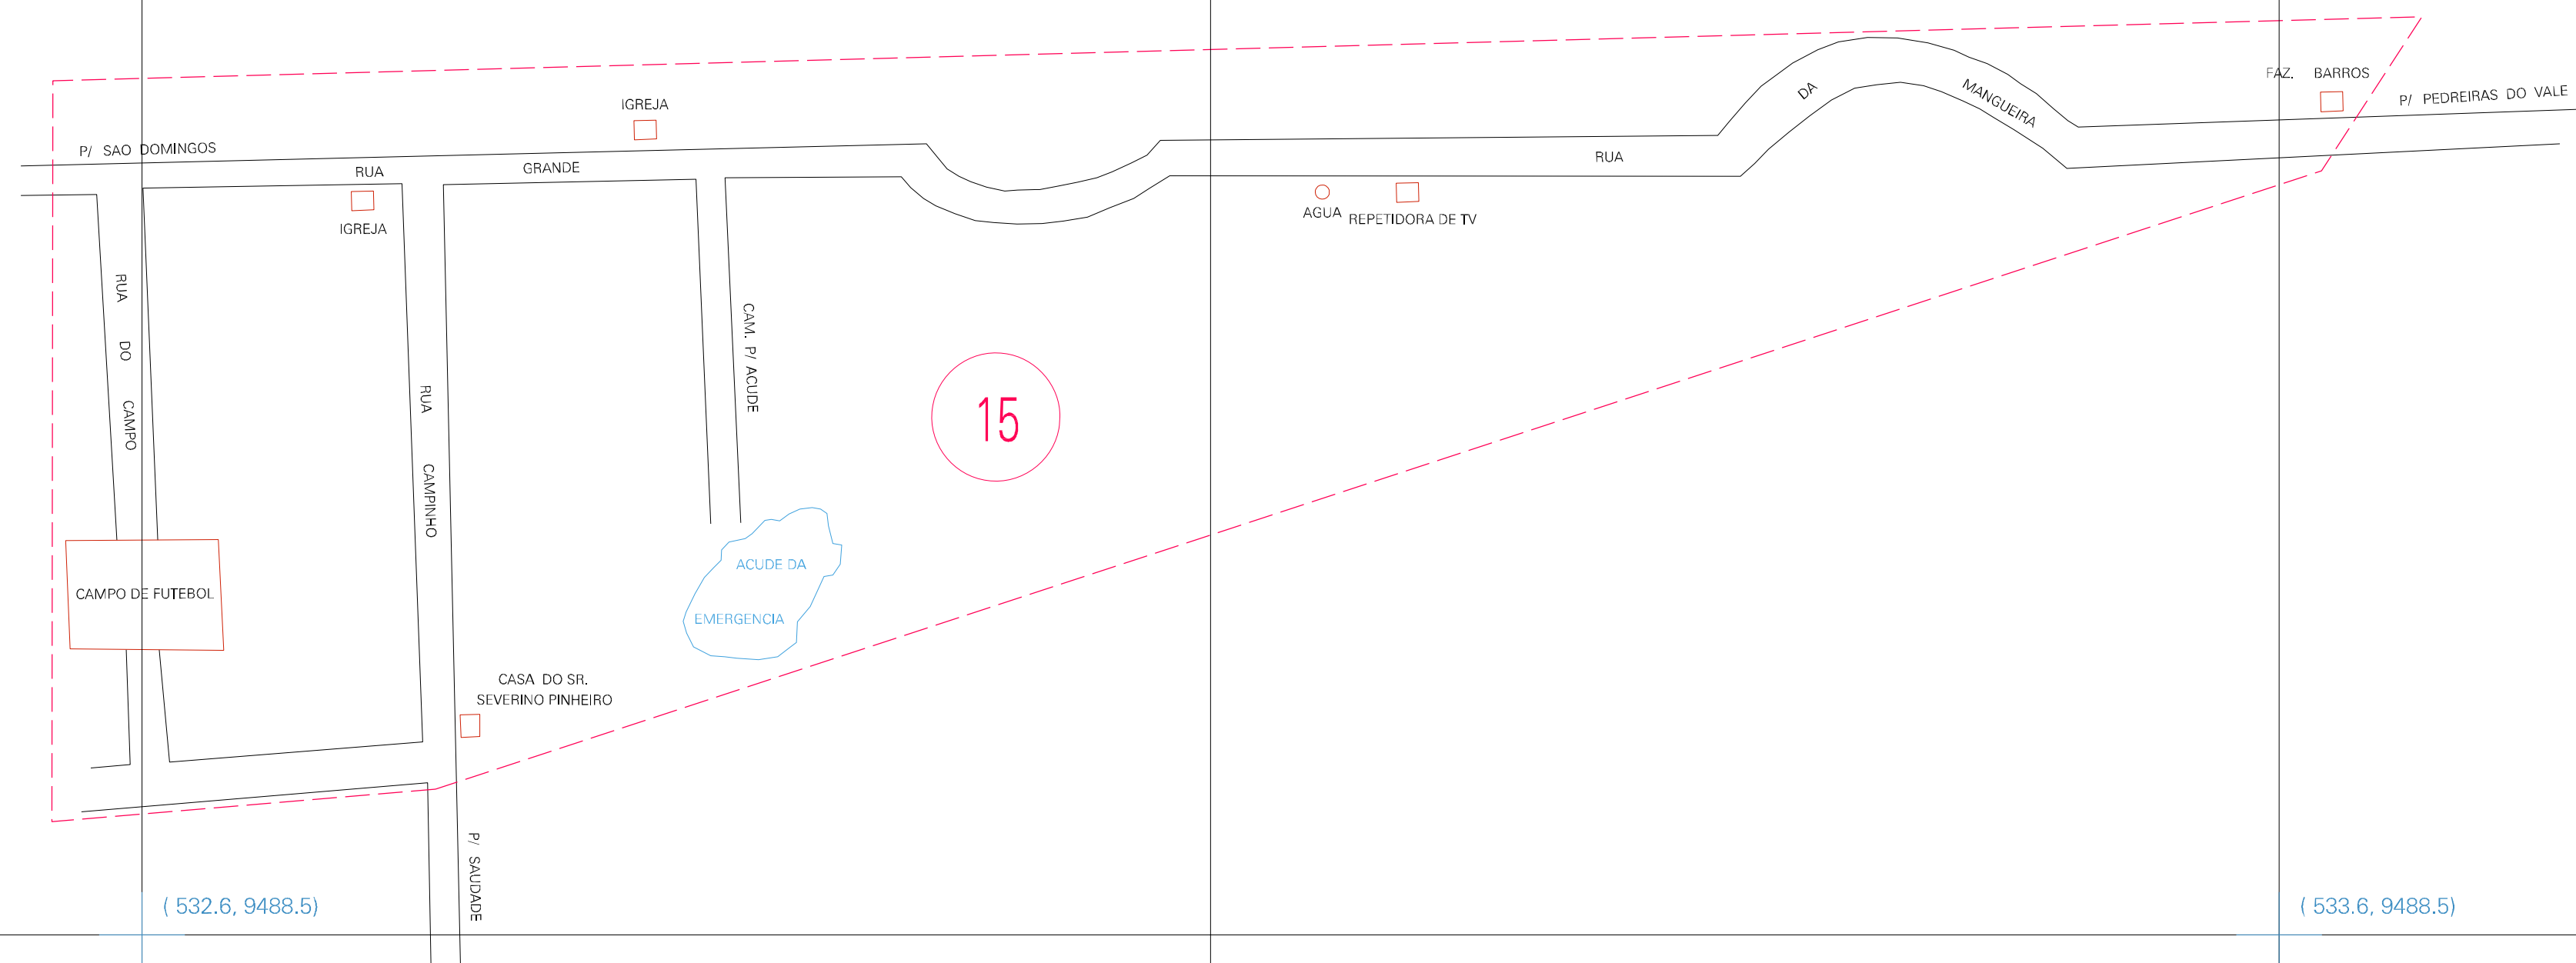 FAZ. BARROS
P/ PEDREIRAS DO VALE
IGREJA
DA MANGUEIRA
P/ SAO DOMINGOS
RUA GRANDE
RUA
IGREJA
AGUA
REPETIDORA DE TV
RUA DO CAMPO
CAM. P/ ACUDE
RUA CAMPINHO
15
ACUDE DA
EMERGENCIA
CAMPO DE FUTEBOL
CASA DO SR.
SEVERINO PINHEIRO
P/ SAUDADE
( 532.6, 9488.5)
( 533.6, 9488.5)